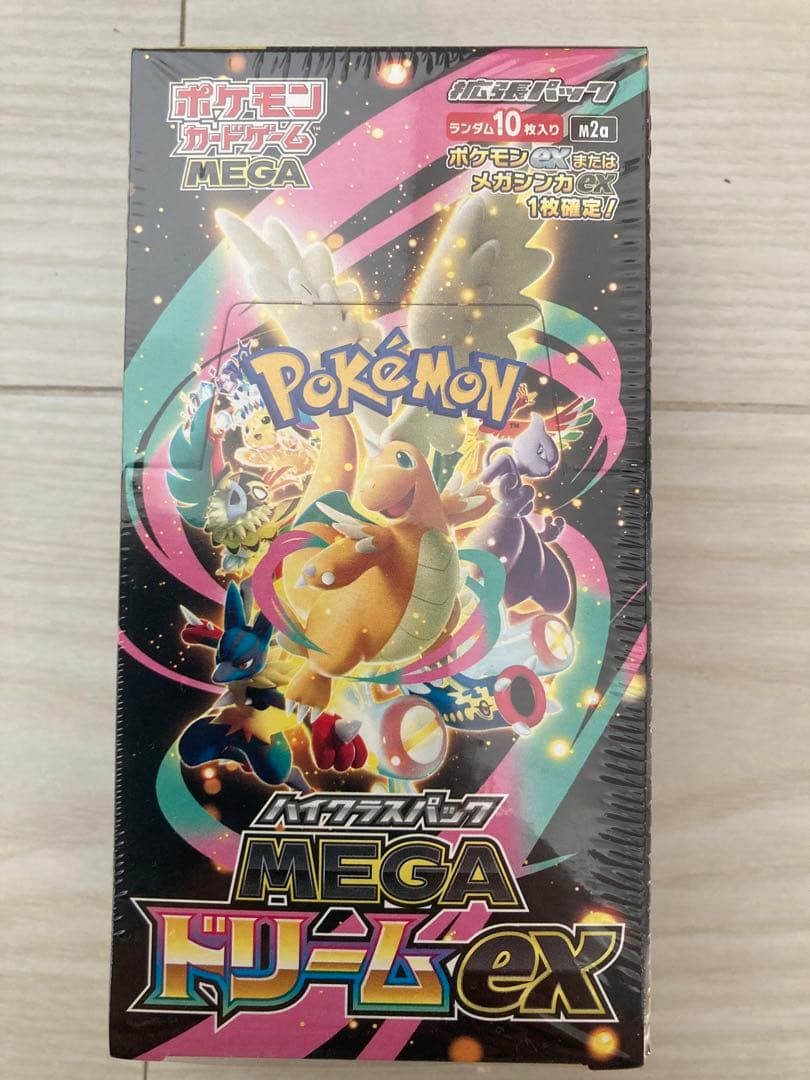 ポケモン
カードゲーム™
MEGA
拡張パック
ランダム10枚入り M2a
ポケモンexまたは
メガシンカex
1枚確定!
POKéMON™
ハイクラスパック
MEGA
ドリームex